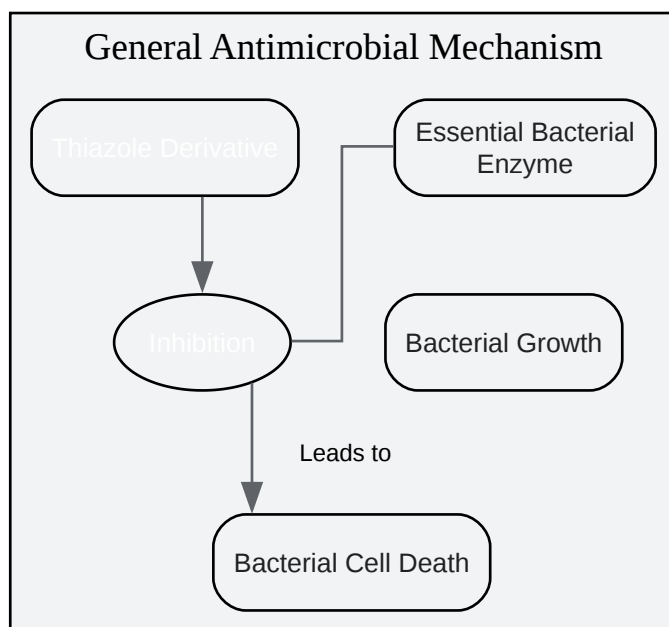 General Antimicrobial Mechanism
Thiazole Derivative
Essential Bacterial
Enzyme
Inhibition
Bacterial Growth
Leads to
Bacterial Cell Death